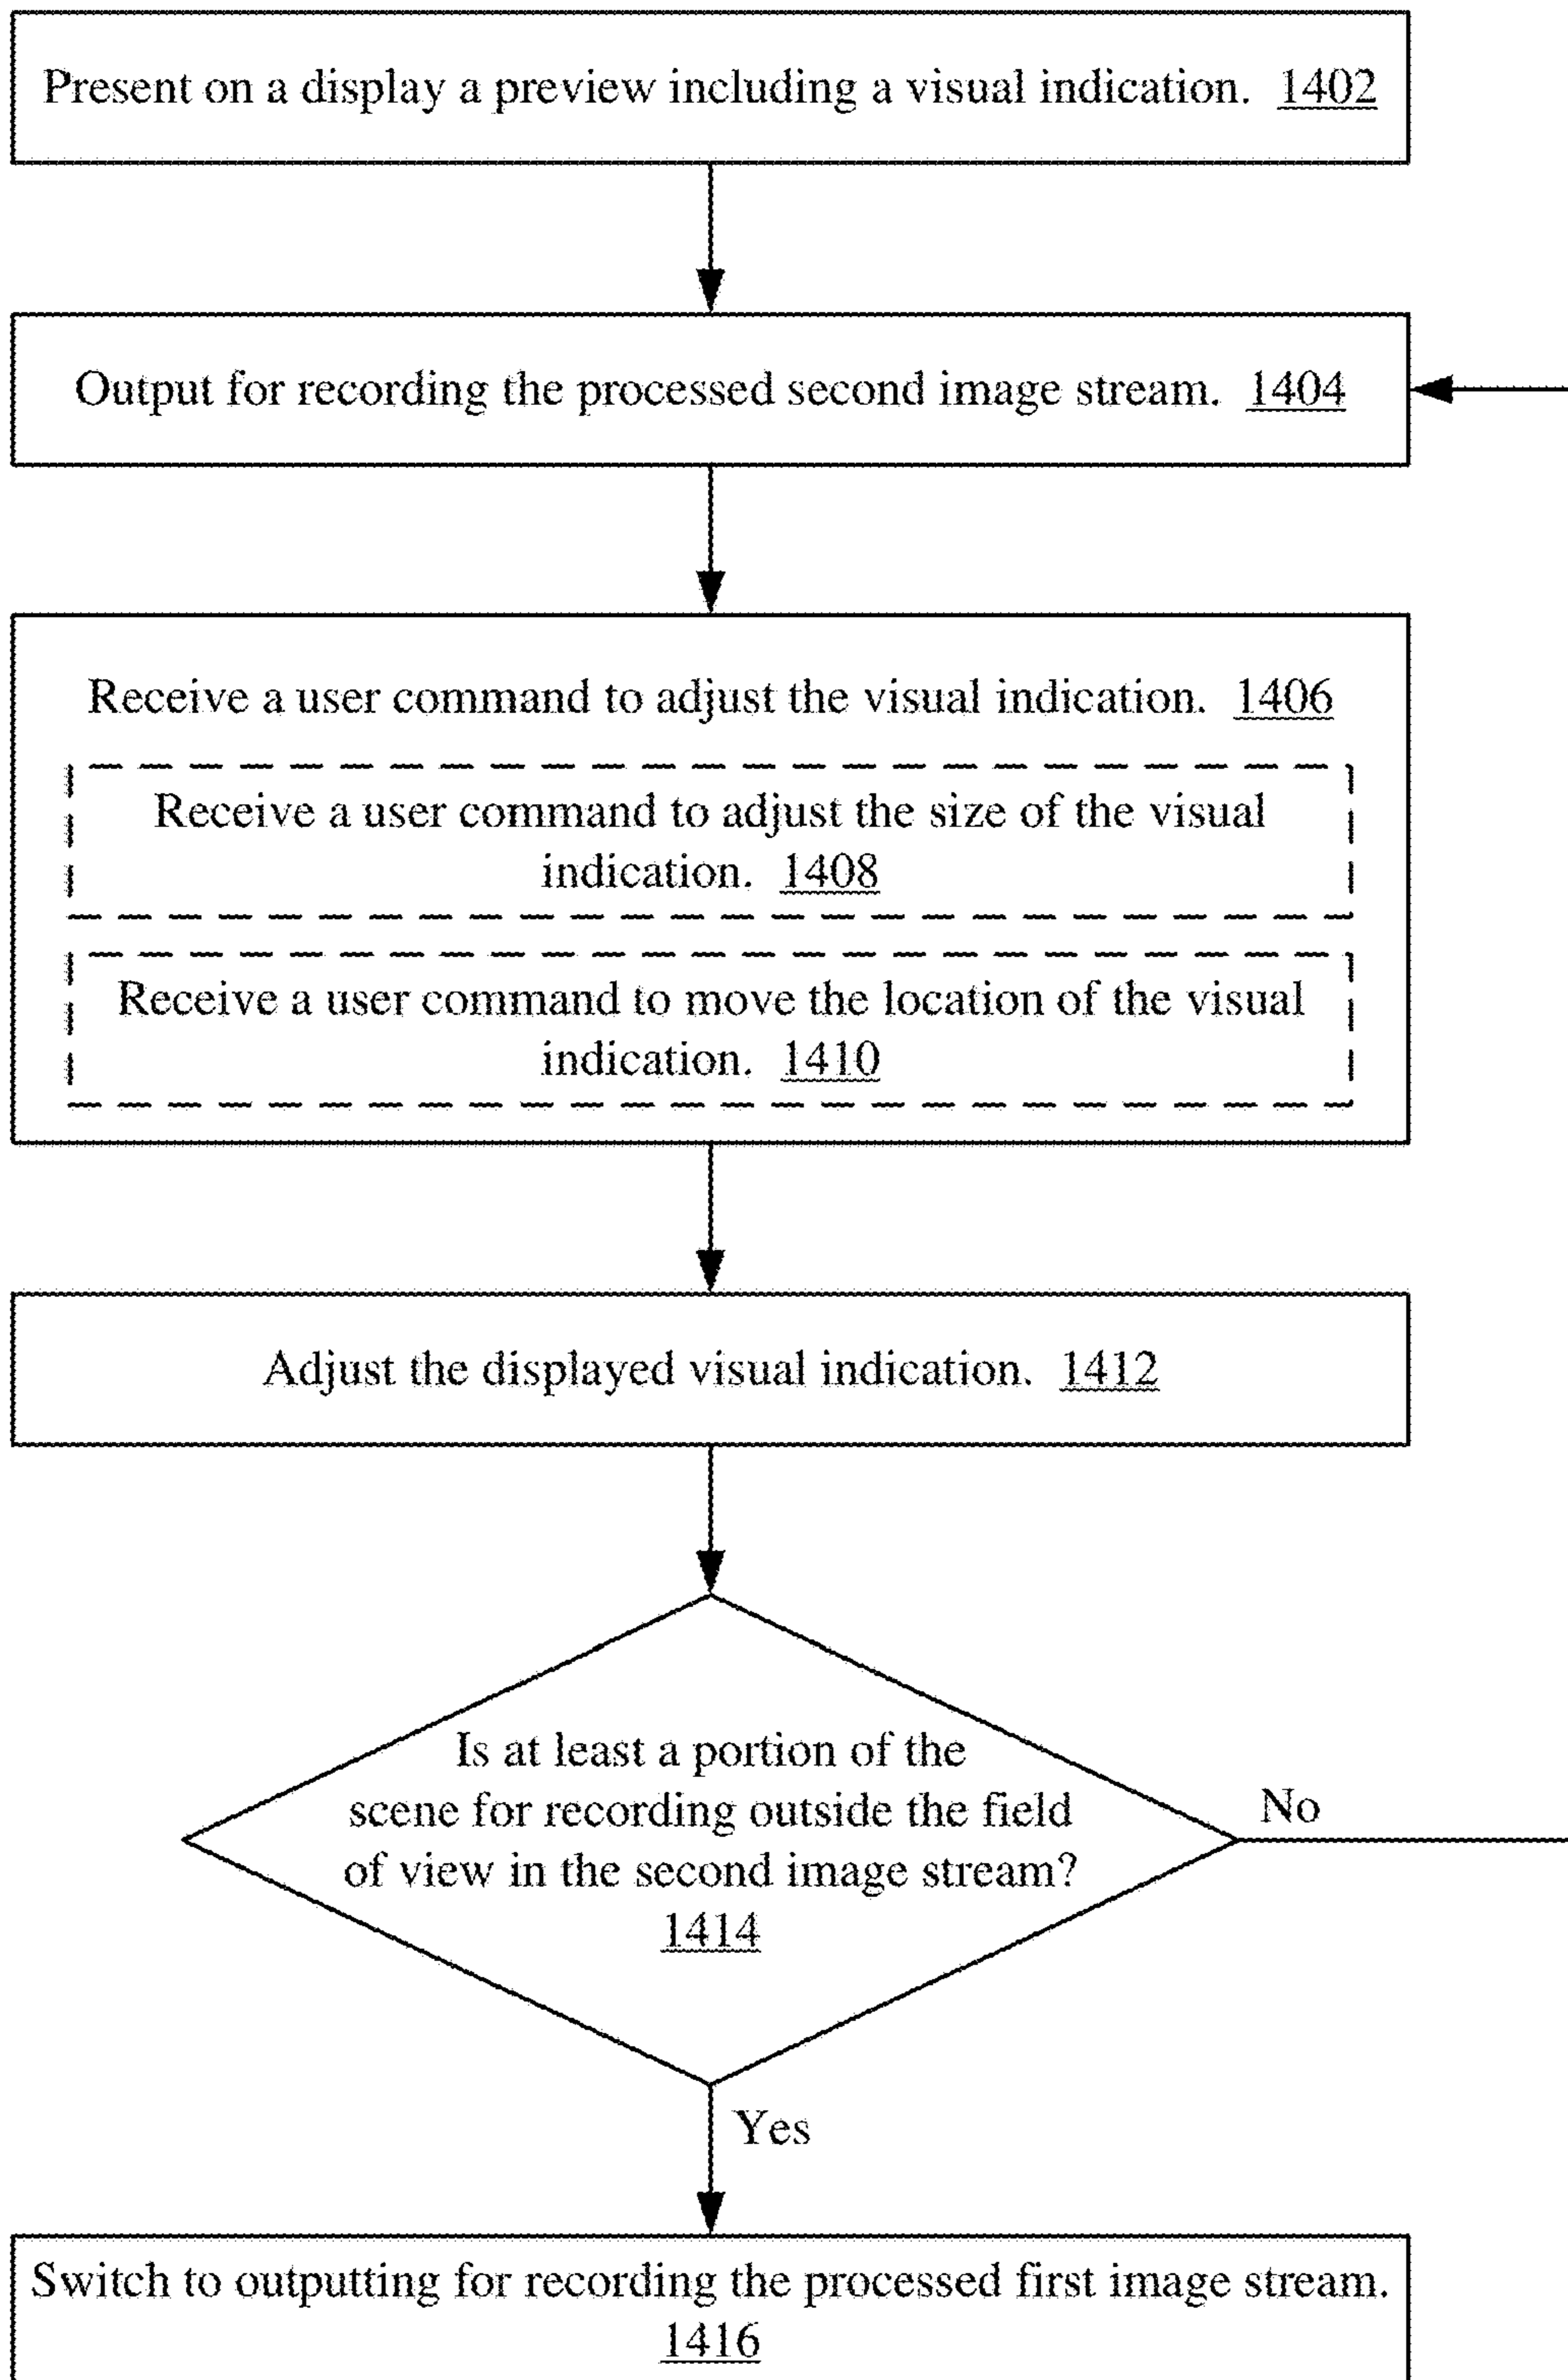 Present on a display a preview including a visual indication. 1402
Output for recording the processed second image stream. 1404
Receive a user command to adjust the visual indication. 1406
Receive a user command to adjust the size of the visual
indication. 1408
Receive a user command to move the location of the visual
indication. 1410
Adjust the displayed visual indication. 1412
Is at least a portion of the
scene for recording outside the field
of view in the second image stream?
1414
No
Yes
Switch to outputting for recording the processed first image stream.
1416